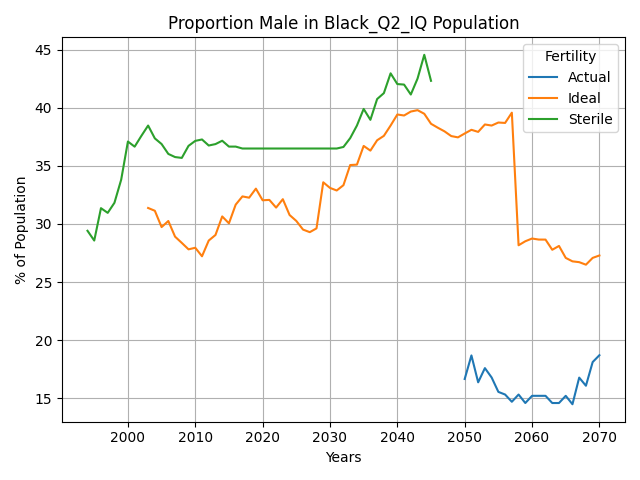 Proportion Male in Black_Q2_IQ Population
% of Population
45
40
35
30
25
20
15
2000
2010
2020
2030
2040
2050
2060
2070
Years
Fertility
Actual
Ideal
Sterile